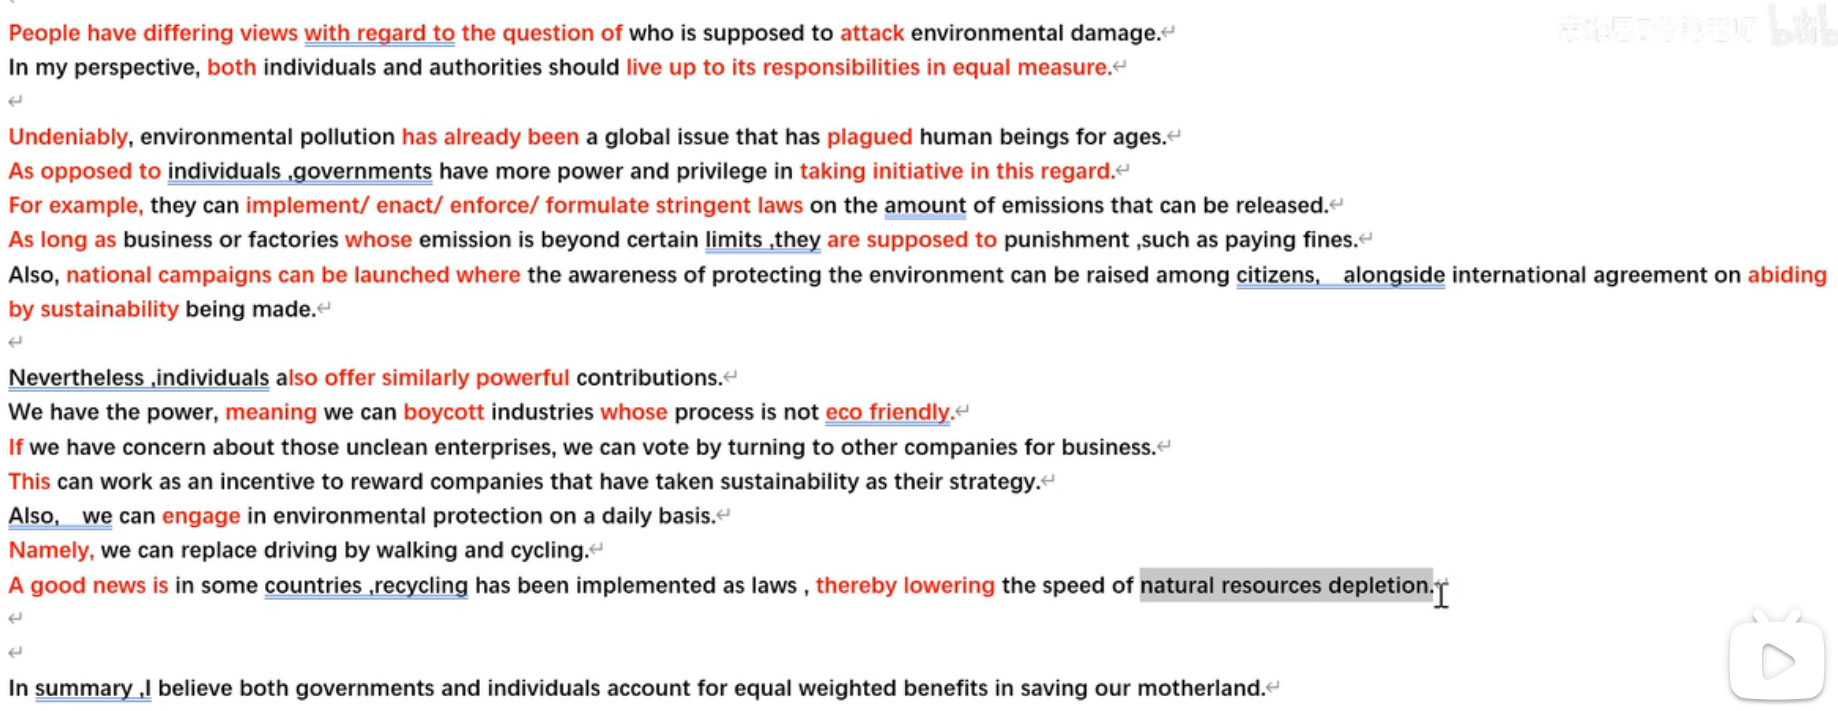 People have differing views with regard to the question of who is supposed to attack environmental damage.
In my perspective, both individuals and authorities should live up to its responsibilities in equal measure.
Undeniably, environmental pollution has already been a global issue that has plagued human beings for ages.
As opposed to individuals ,governments have more power and privilege in taking initiative in this regard.
For example, they can implement/ enact/ enforce/ formulate stringent laws on the amount of emissions that can be released.
As long as business or factories whose emission is beyond certain limits ,they are supposed to punishment ,such as paying fines.
Also, national campaigns can be launched where the awareness of protecting the environment can be raised among citizens,   alongside international agreement on abiding
by sustainability being made.
Nevertheless ,individuals also offer similarly powerful contributions.
We have the power, meaning we can boycott industries whose process is not eco friendly.
If we have concern about those unclean enterprises, we can vote by turning to other companies for business.
This can work as an incentive to reward companies that have taken sustainability as their strategy.
Also,   we can engage in environmental protection on a daily basis.
Namely, we can replace driving by walking and cycling.
A good news is in some countries ,recycling has been implemented as laws , thereby lowering the speed of natural resources depletion.
In summary ,I believe both governments and individuals account for equal weighted benefits in saving our motherland.